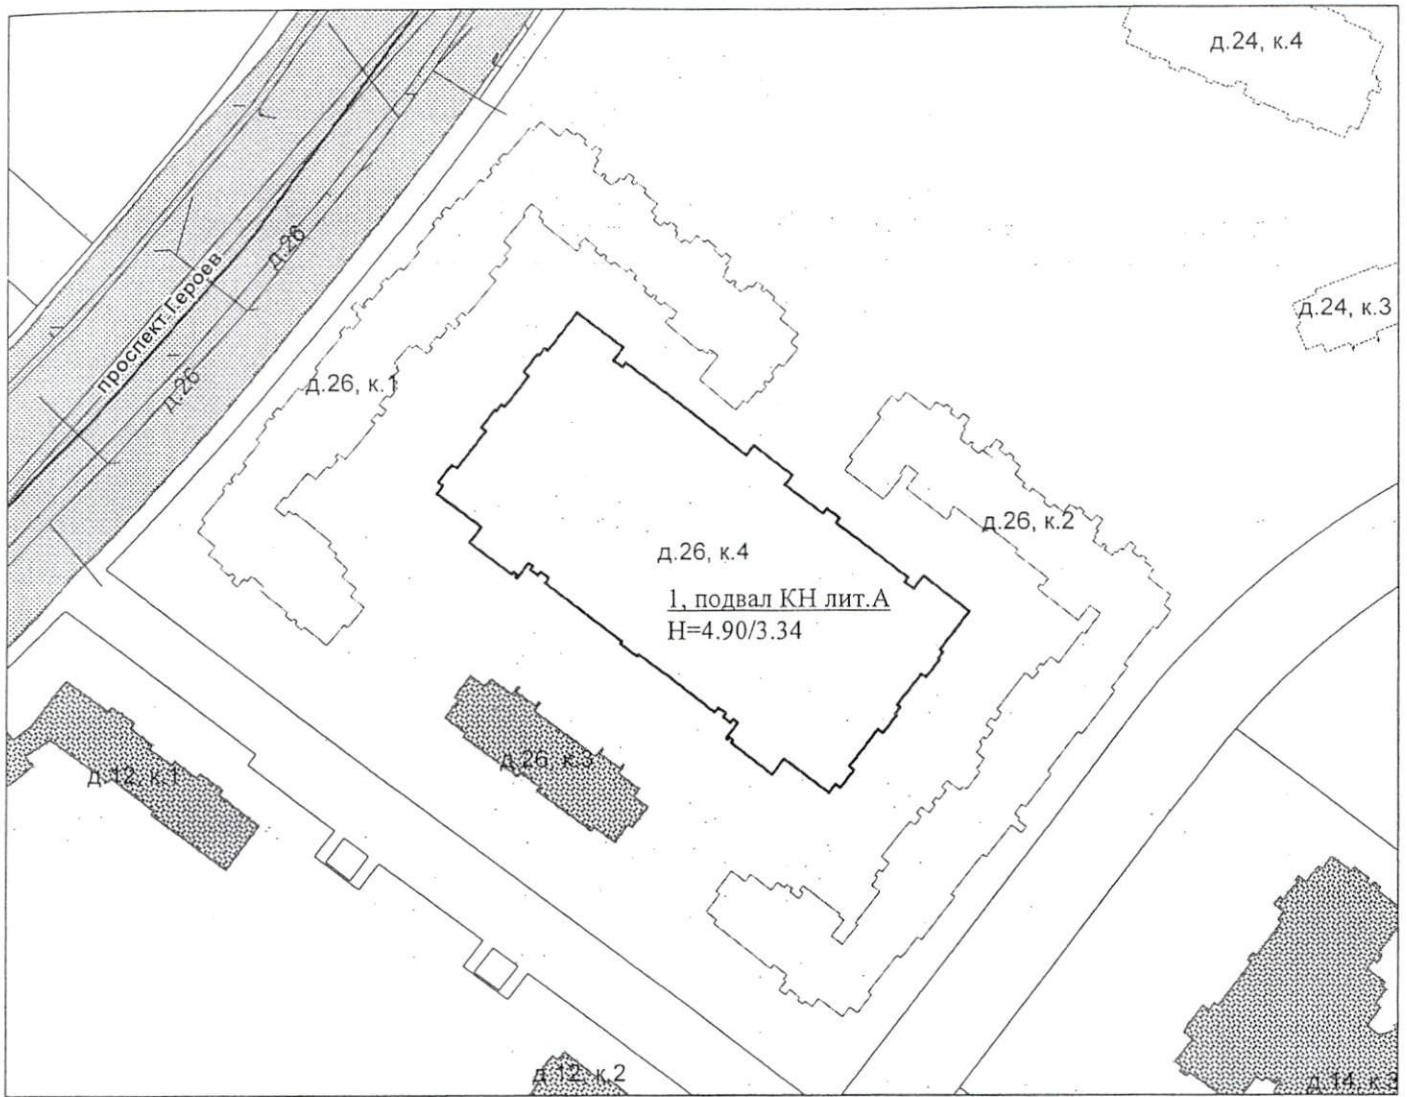 д.24, к.4
д.26
проспект Героев
д.26
д.24, к.3
д.26, к.1
д.26, к.2
д.26, к.4
1, подвал КН лит.А
Н=4.90/3.34
д.26, к.3
д.12, к.1
д.12, к.2
д.14, к.3